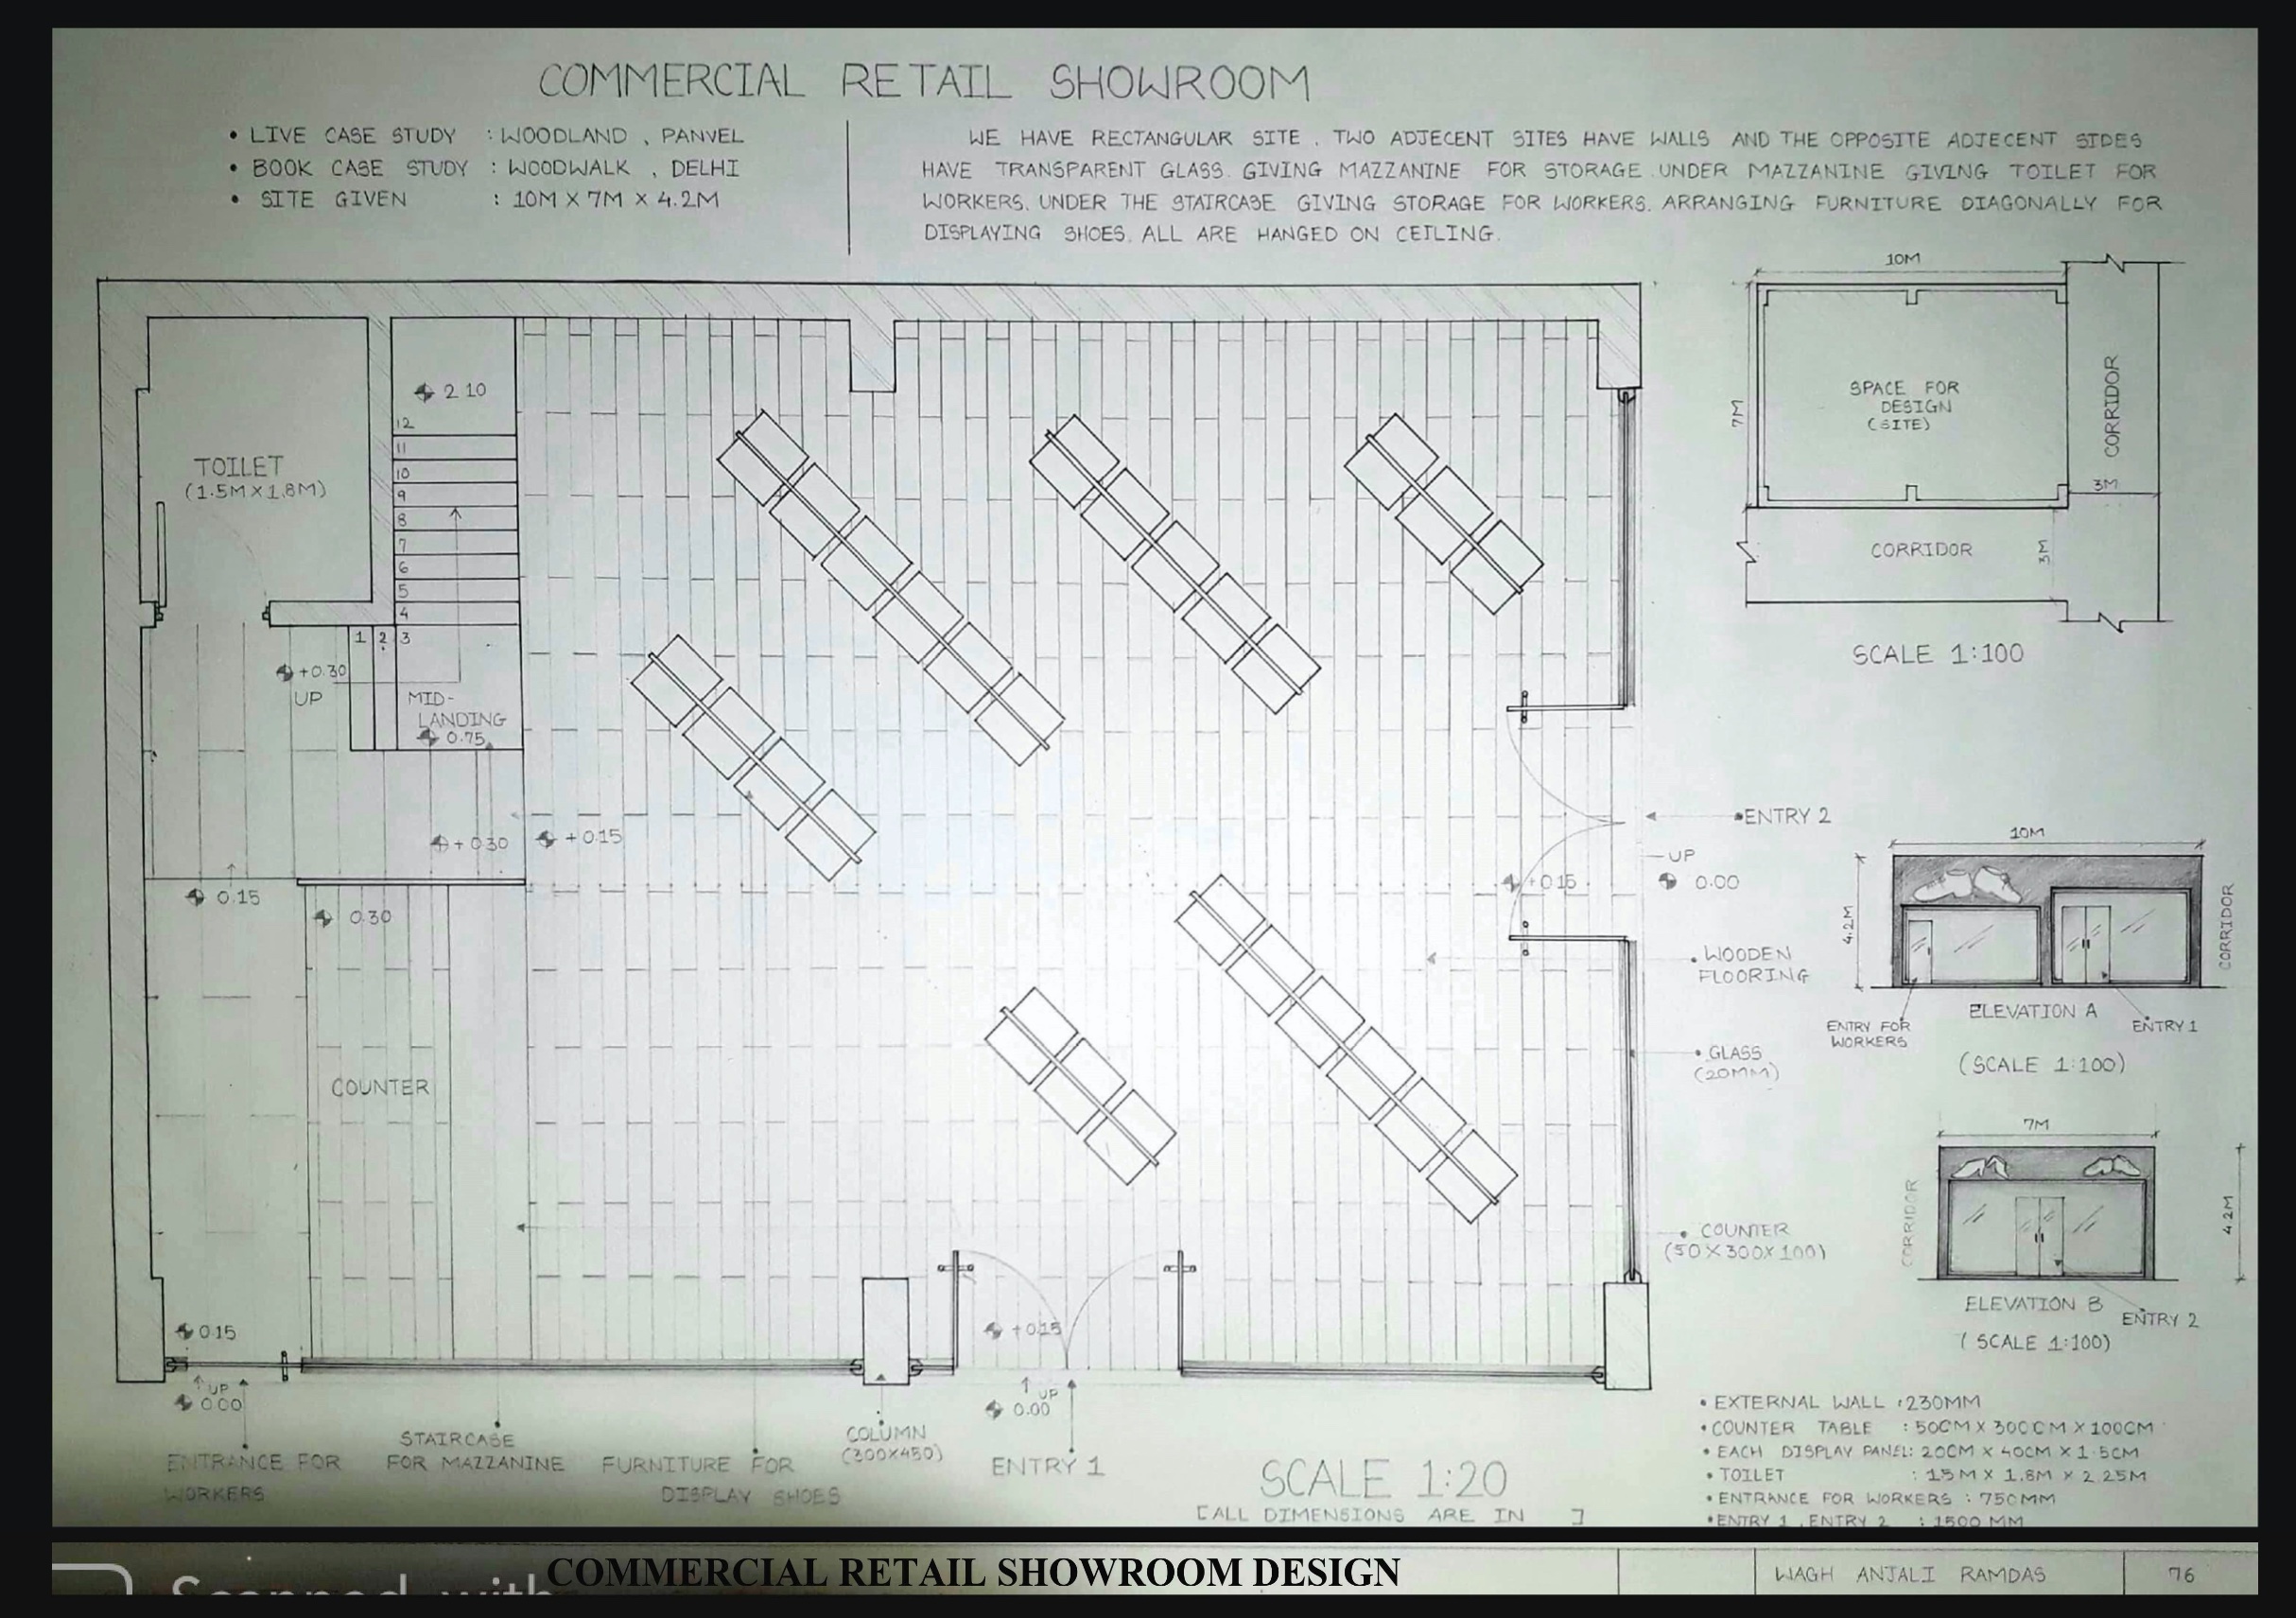 COMMERCIAL RETAIL SHOWROOM
• LIVE CASE STUDY : WOODLAND , PANVEL
• BOOK CASE STUDY : WOODWALK , DELHI
• SITE GIVEN : 10M X 7M X 4.2M
WE HAVE RECTANGULAR SITE . TWO ADJECENT SITES HAVE WALLS AND THE OPPOSITE ADJECENT SIDES
HAVE TRANSPARENT GLASS. GIVING MAZZANINE FOR STORAGE . UNDER MAZZANINE GIVING TOILET FOR
WORKERS. UNDER THE STAIRCASE GIVING STORAGE FOR WORKERS. ARRANGING FURNITURE DIAGONALLY FOR
DISPLAYING SHOES. ALL ARE HANGED ON CEILING.
TOILET
(1.5M X 1.8M)
2.10
12
11
10
9
8
7
6
5
4
1 2 3
+0.30
UP
MID-
LANDING
0.75
+0.30
+0.15
0.15
0.30
COUNTER
0.15
UP
0.00
+0.15
UP
0.00
+0.15
ENTRY 2
UP
0.00
• WOODEN
FLOORING
• GLASS
(20MM)
• COUNTER
(50X300X100)
ENTRANCE FOR
WORKERS
STAIRCASE
FOR MAZZANINE
FURNITURE FOR
DISPLAY SHOES
COLUMN
(300X450)
ENTRY 1
SCALE 1:20
[ALL DIMENSIONS ARE IN ]
10M
7M
SPACE FOR
DESIGN
(SITE)
CORRIDOR
3M
CORRIDOR
3M
SCALE 1:100
10M
4.2M
CORRIDOR
ELEVATION A
ENTRY FOR
WORKERS
ENTRY 1
(SCALE 1:100)
7M
CORRIDOR
4.2M
ELEVATION B
ENTRY 2
(SCALE 1:100)
• EXTERNAL WALL : 230MM
• COUNTER TABLE : 50CM X 300CM X 100CM
• EACH DISPLAY PANEL: 20CM X 40CM X 1.5CM
• TOILET : 1.5M X 1.8M X 2.25M
• ENTRANCE FOR WORKERS : 750MM
• ENTRY 1 , ENTRY 2 : 1500 MM
Scanned with
COMMERCIAL RETAIL SHOWROOM DESIGN
WAGH ANJALI RAMDAS
76